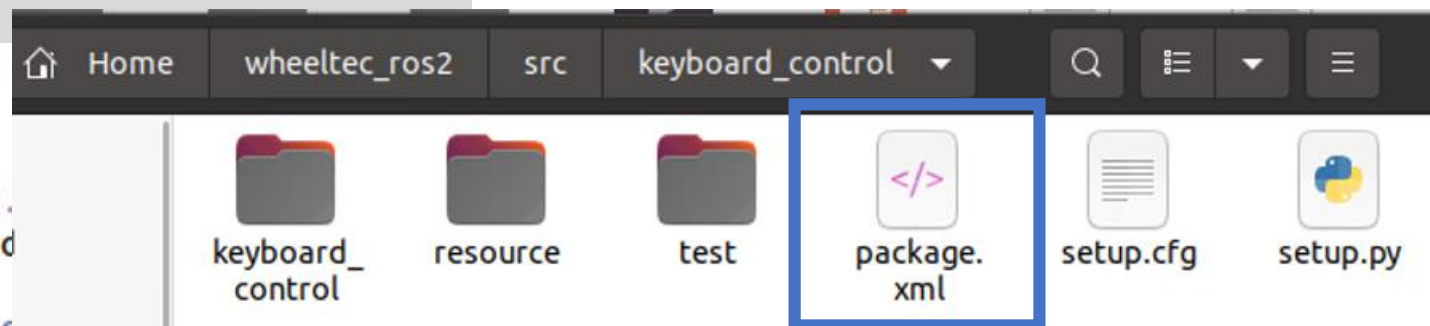 Home wheeltec_ros2 src keyboard_control
keyboard_ resource test package. setup.cfg setup.py
control xml